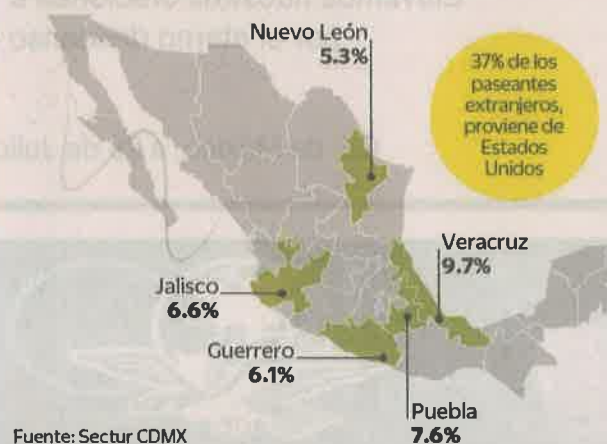 Nuevo León
5.3%
37% de los
paseantes
extranjeros,
proviene de
Estados
Unidos
Veracruz
9.7%
Jalisco
6.6%
Guerrero
6.1%
Puebla
7.6%
Fuente: Sectur CDMX